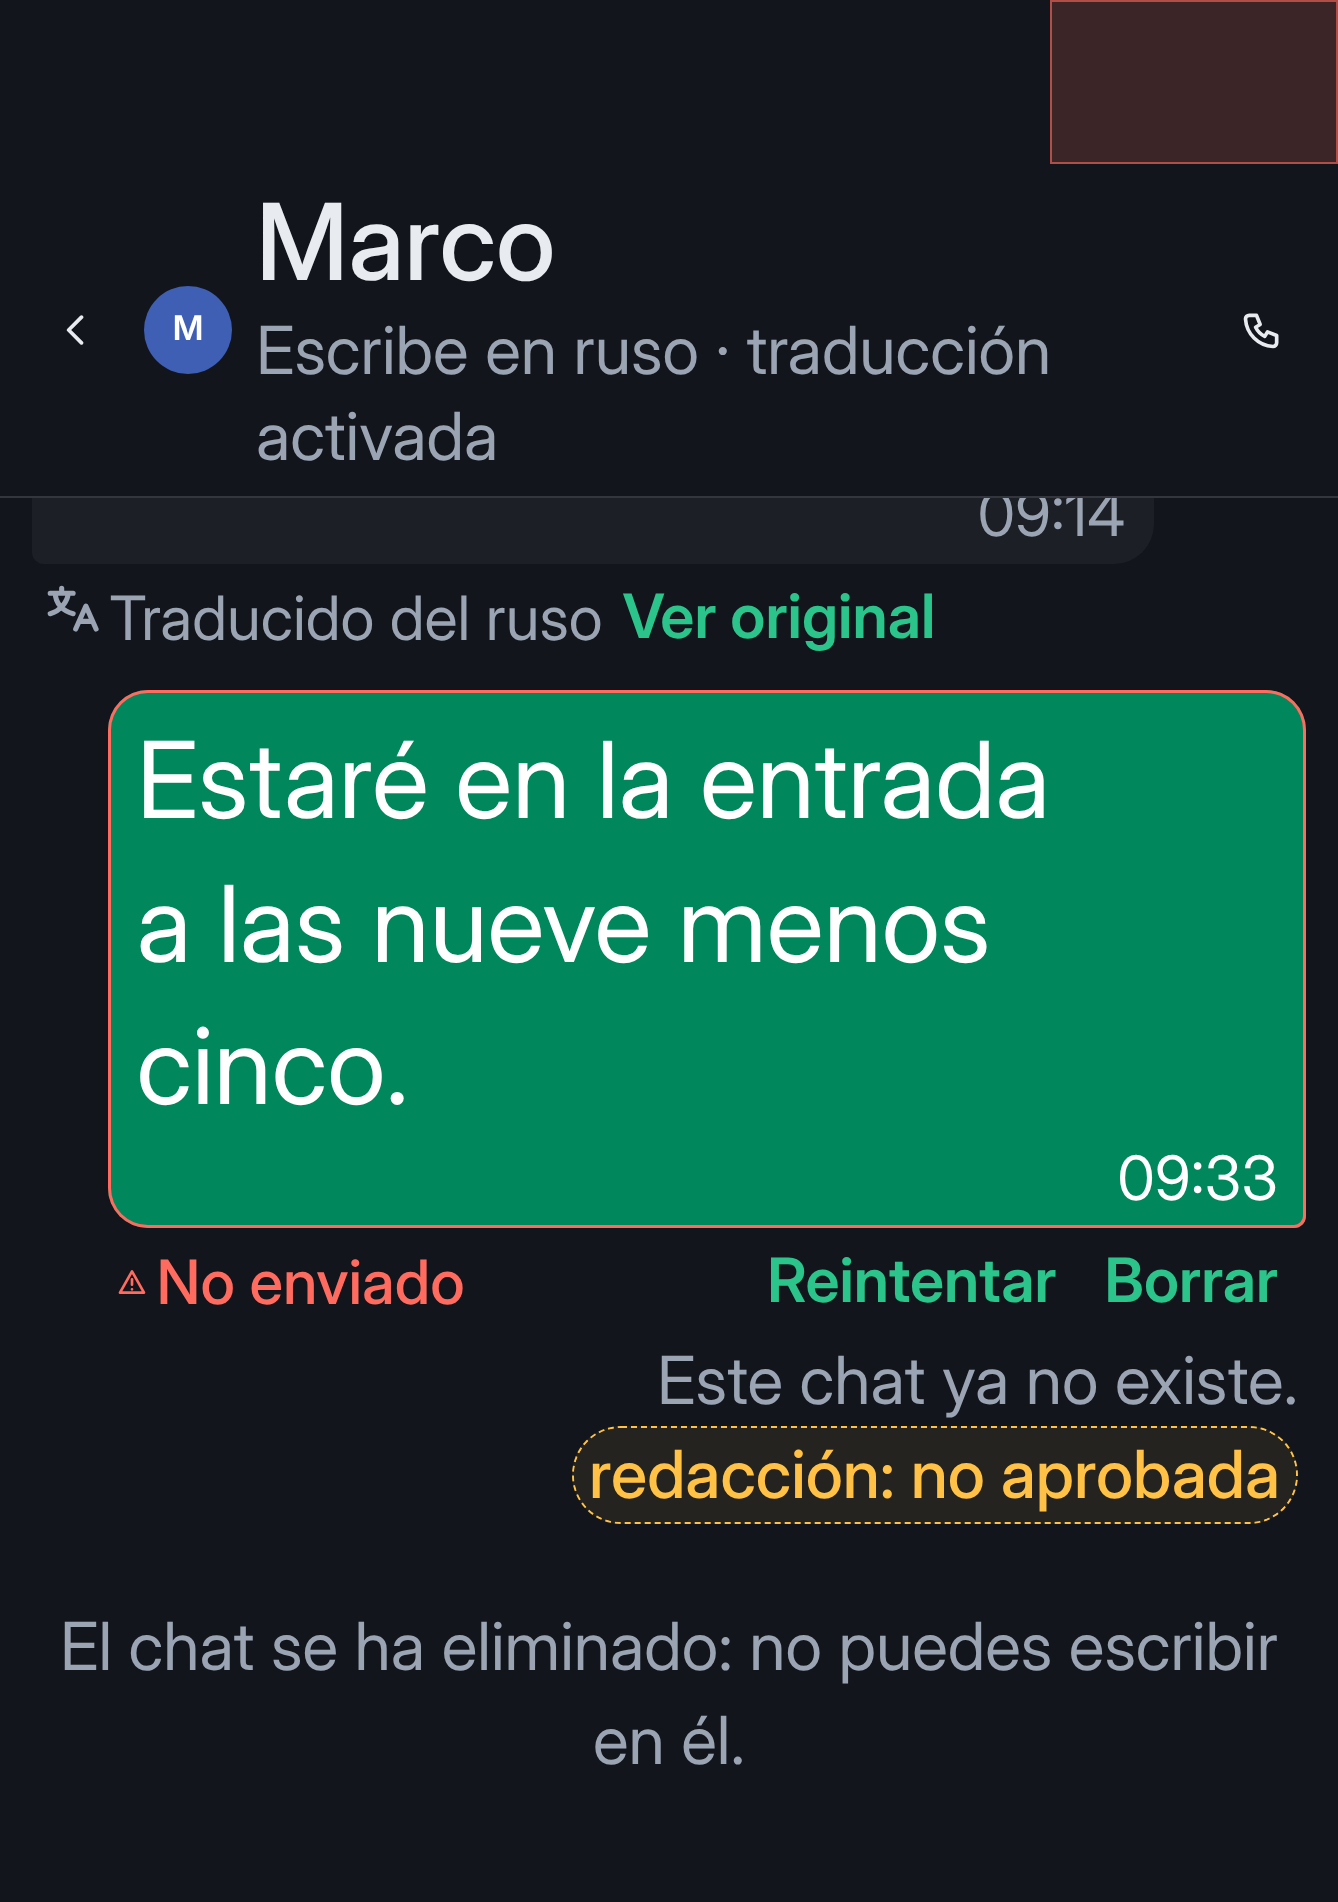 Marco
M
Escribe en ruso · traducción
activada
09:14
Traducido del ruso Ver original
Estaré en la entrada
a las nueve menos
cinco.
09:33
No enviado Reintentar Borrar
Este chat ya no existe.
redacción: no aprobada
El chat se ha eliminado: no puedes escribir
en él.